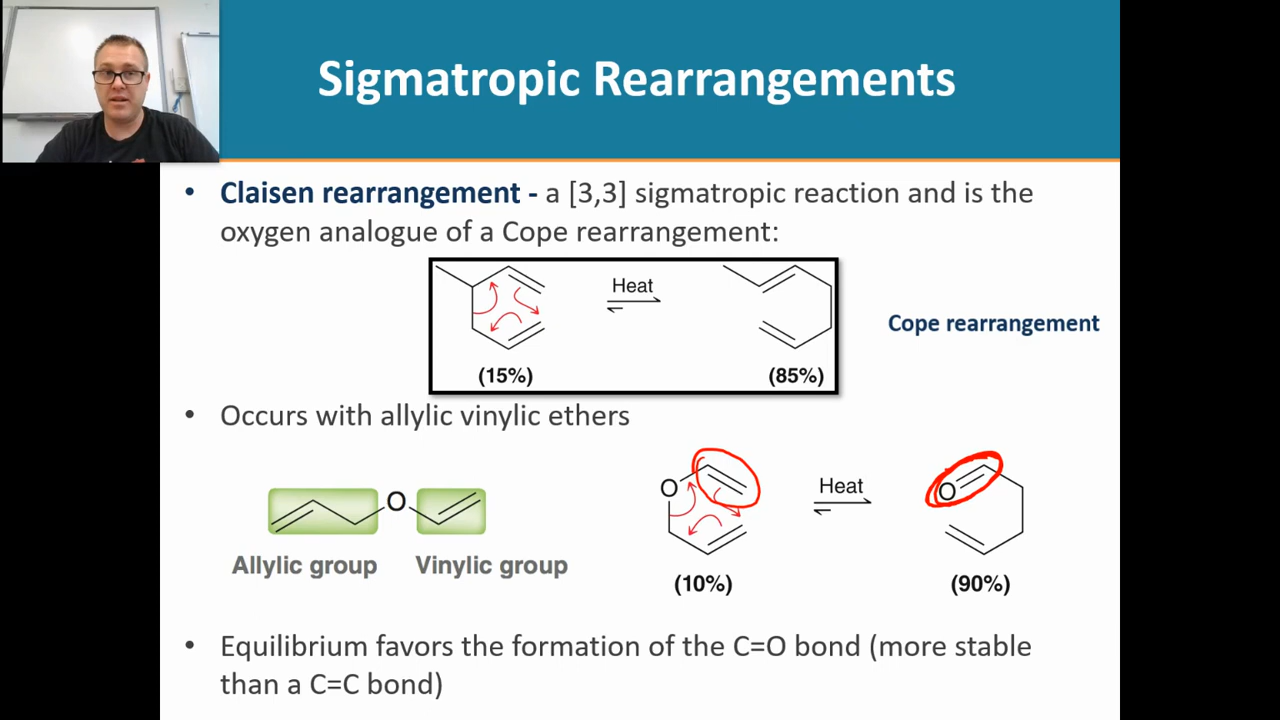 Sigmatropic Rearrangements
• Claisen rearrangement - a [3,3] sigmatropic reaction and is the
oxygen analogue of a Cope rearrangement:
Heat
Cope rearrangement
(15%) (85%)
• Occurs with allylic vinylic ethers
O
Allylic group Vinylic group
O Heat O
(10%) (90%)
• Equilibrium favors the formation of the C=O bond (more stable
than a C=C bond)